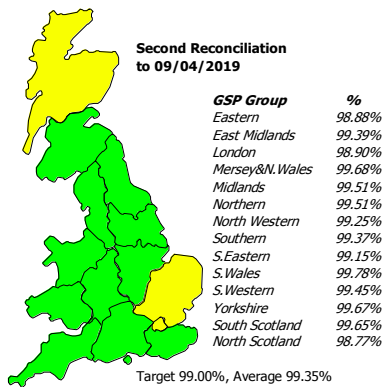 Second Reconciliation
to 09/04/2019
GSP Group %
Eastern 98.88%
East Midlands 99.39%
London 98.90%
Mersey&N.Wales 99.68%
Midlands 99.51%
Northern 99.51%
North Western 99.25%
Southern 99.37%
S.Eastern 99.15%
S.Wales 99.78%
S.Western 99.45%
Yorkshire 99.67%
South Scotland 99.65%
North Scotland 98.77%
Target 99.00%, Average 99.35%